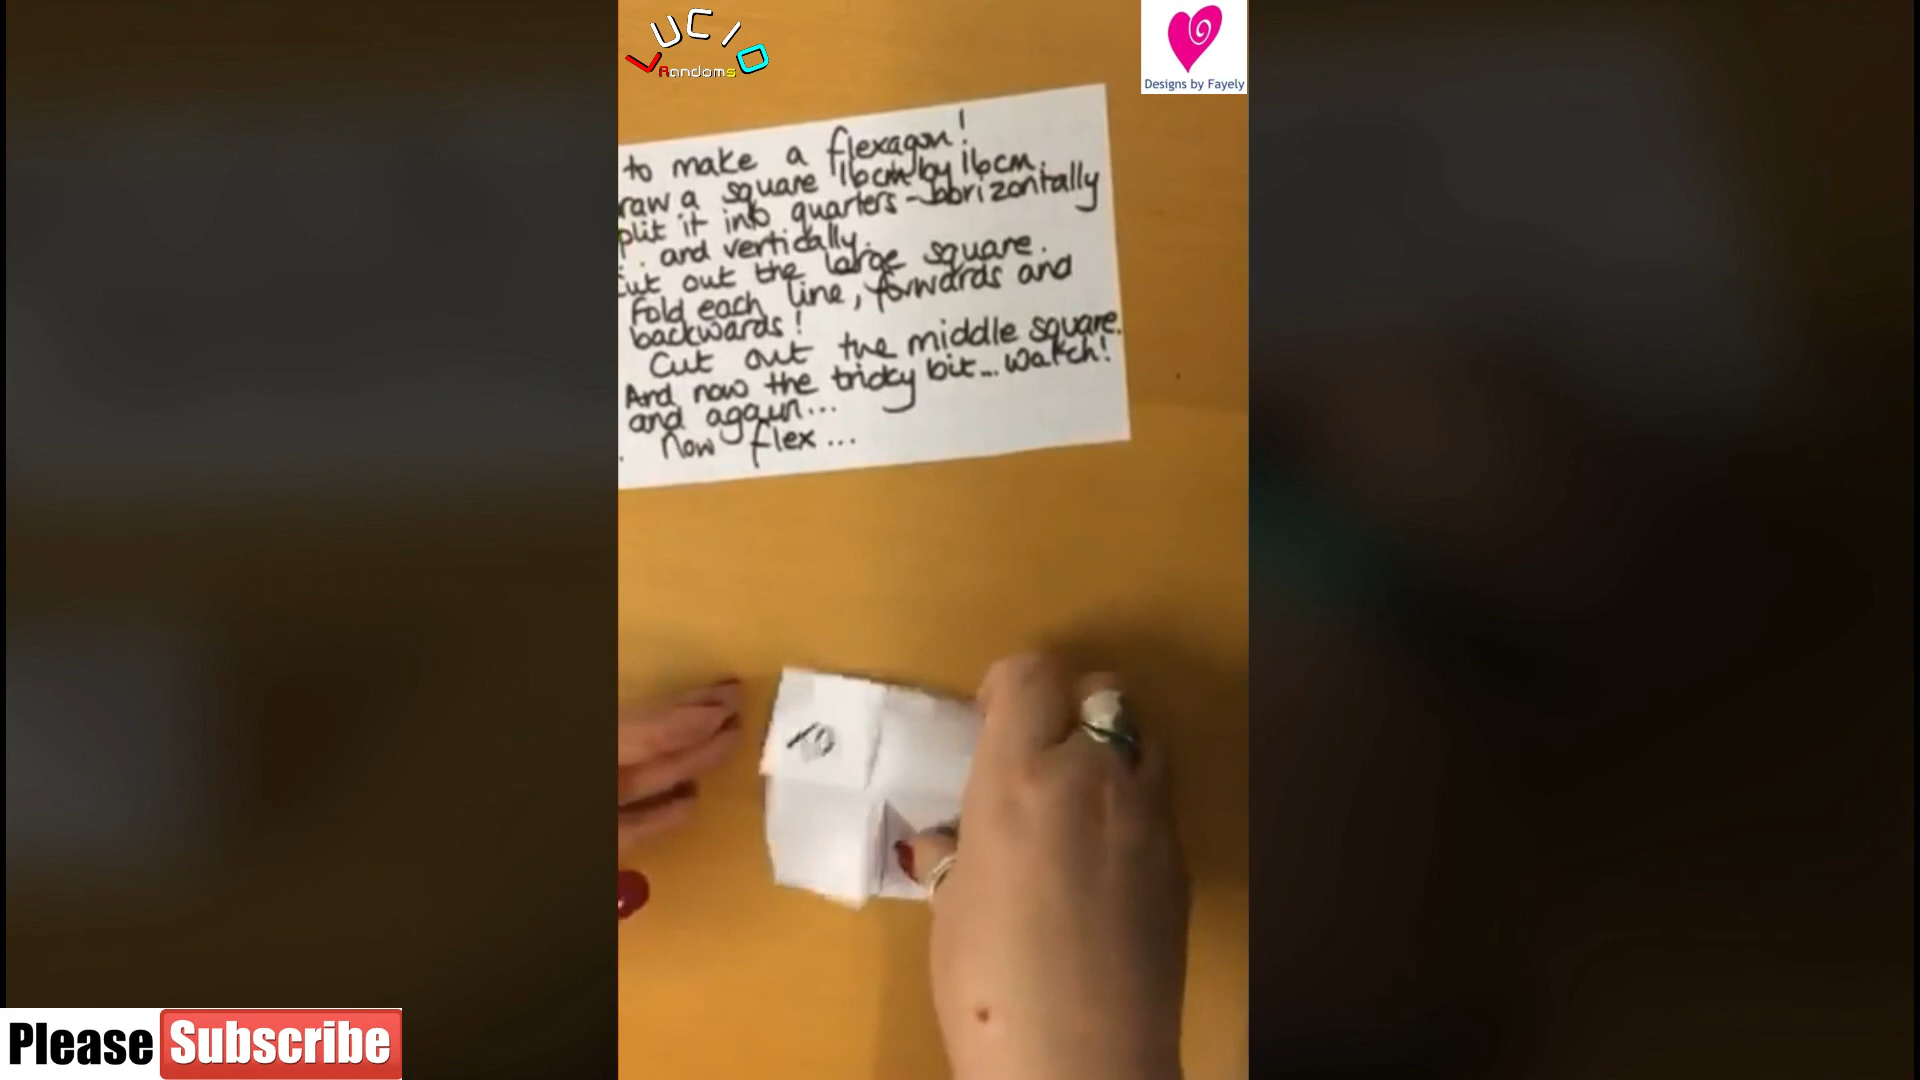 LUCIO
Randoms
Designs by Fayely
to make a flexagon!
raw a square 16cm by 16cm.
plit it into quarters - horizontally
and vertically.
Cut out the large square.
Fold each line, forwards and
backwards!
Cut out the middle square.
And now the tricky bit... Watch!
and again...
Now flex...
Please Subscribe